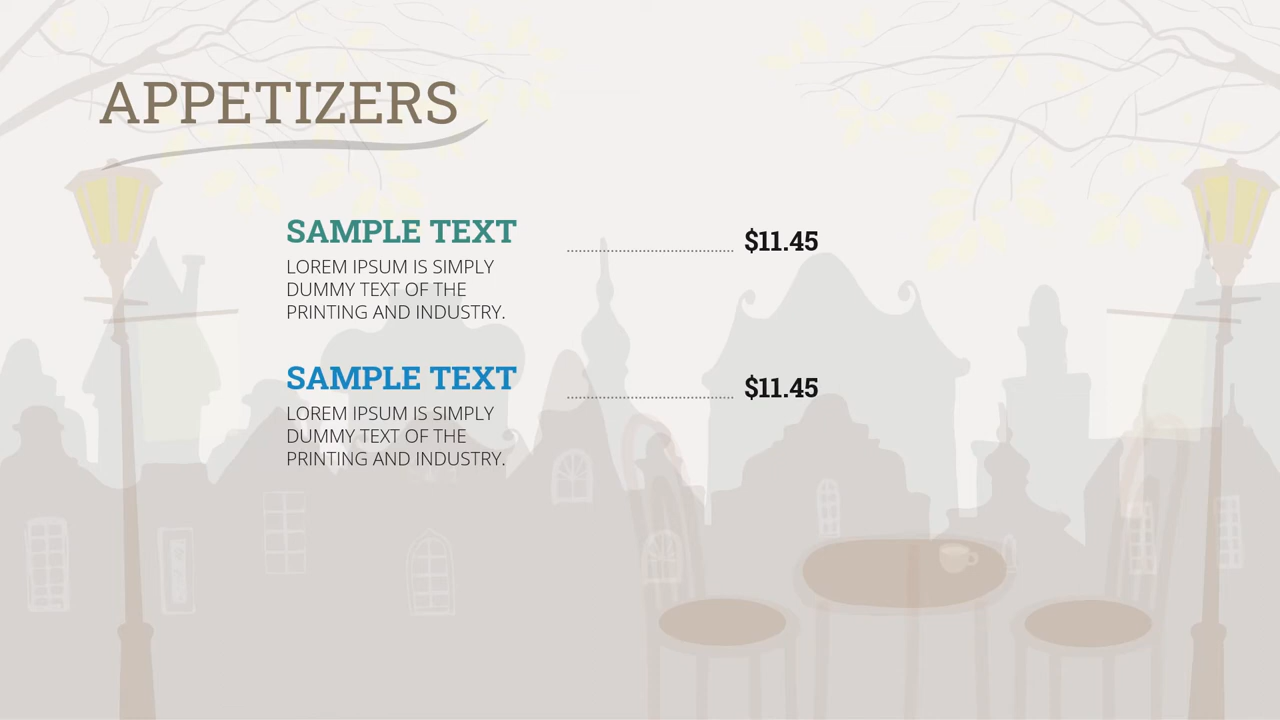 APPETIZERS
SAMPLE TEXT
$11.45
LOREM IPSUM IS SIMPLY
DUMMY TEXT OF THE
PRINTING AND INDUSTRY.
SAMPLE TEXT
$11.45
LOREM IPSUM IS SIMPLY
DUMMY TEXT OF THE
PRINTING AND INDUSTRY.